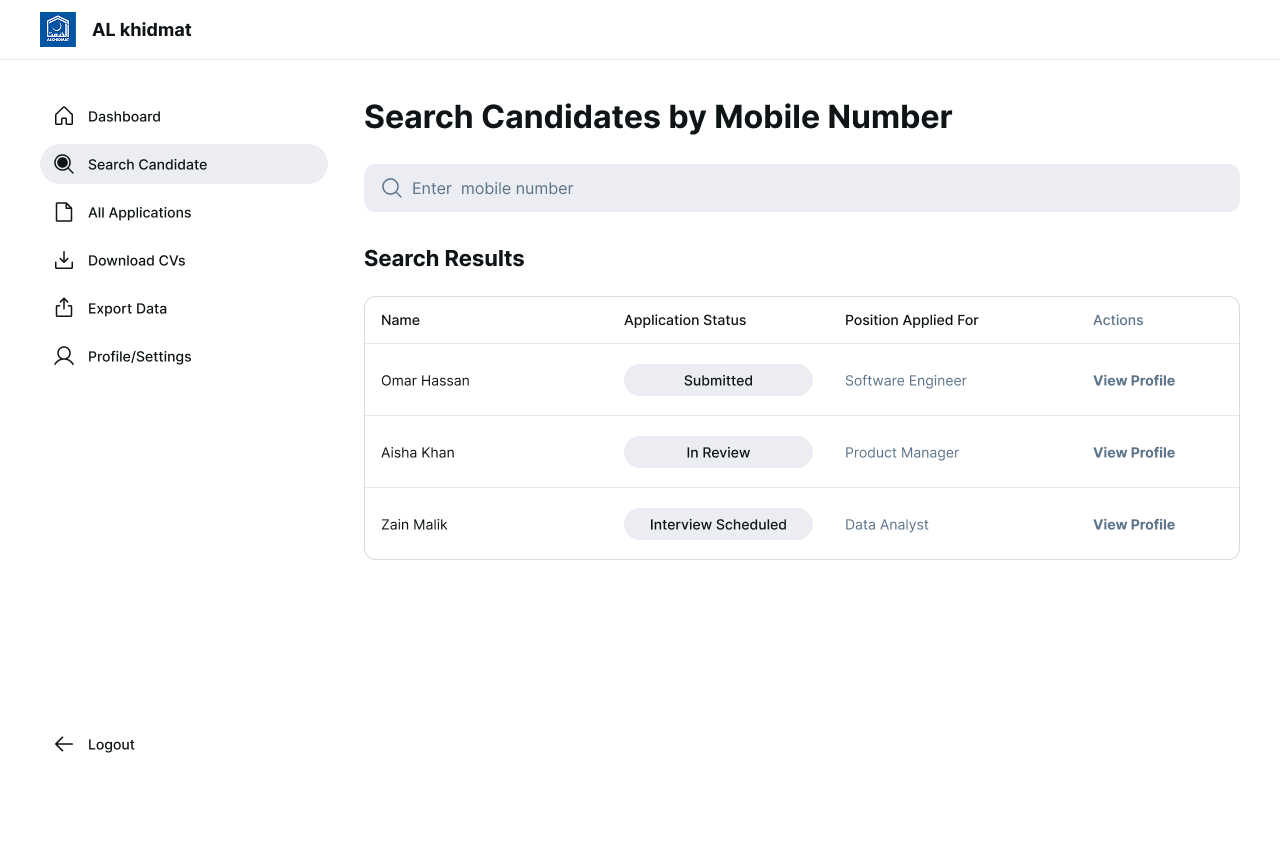 ALKHIDMAT
AL khidmat
Dashboard
Search Candidate
All Applications
Download CVs
Export Data
Profile/Settings
Logout
Search Candidates by Mobile Number
Enter  mobile number
Search Results
Name Application Status Position Applied For Actions
Omar Hassan Submitted Software Engineer View Profile
Aisha Khan In Review Product Manager View Profile
Zain Malik Interview Scheduled Data Analyst View Profile